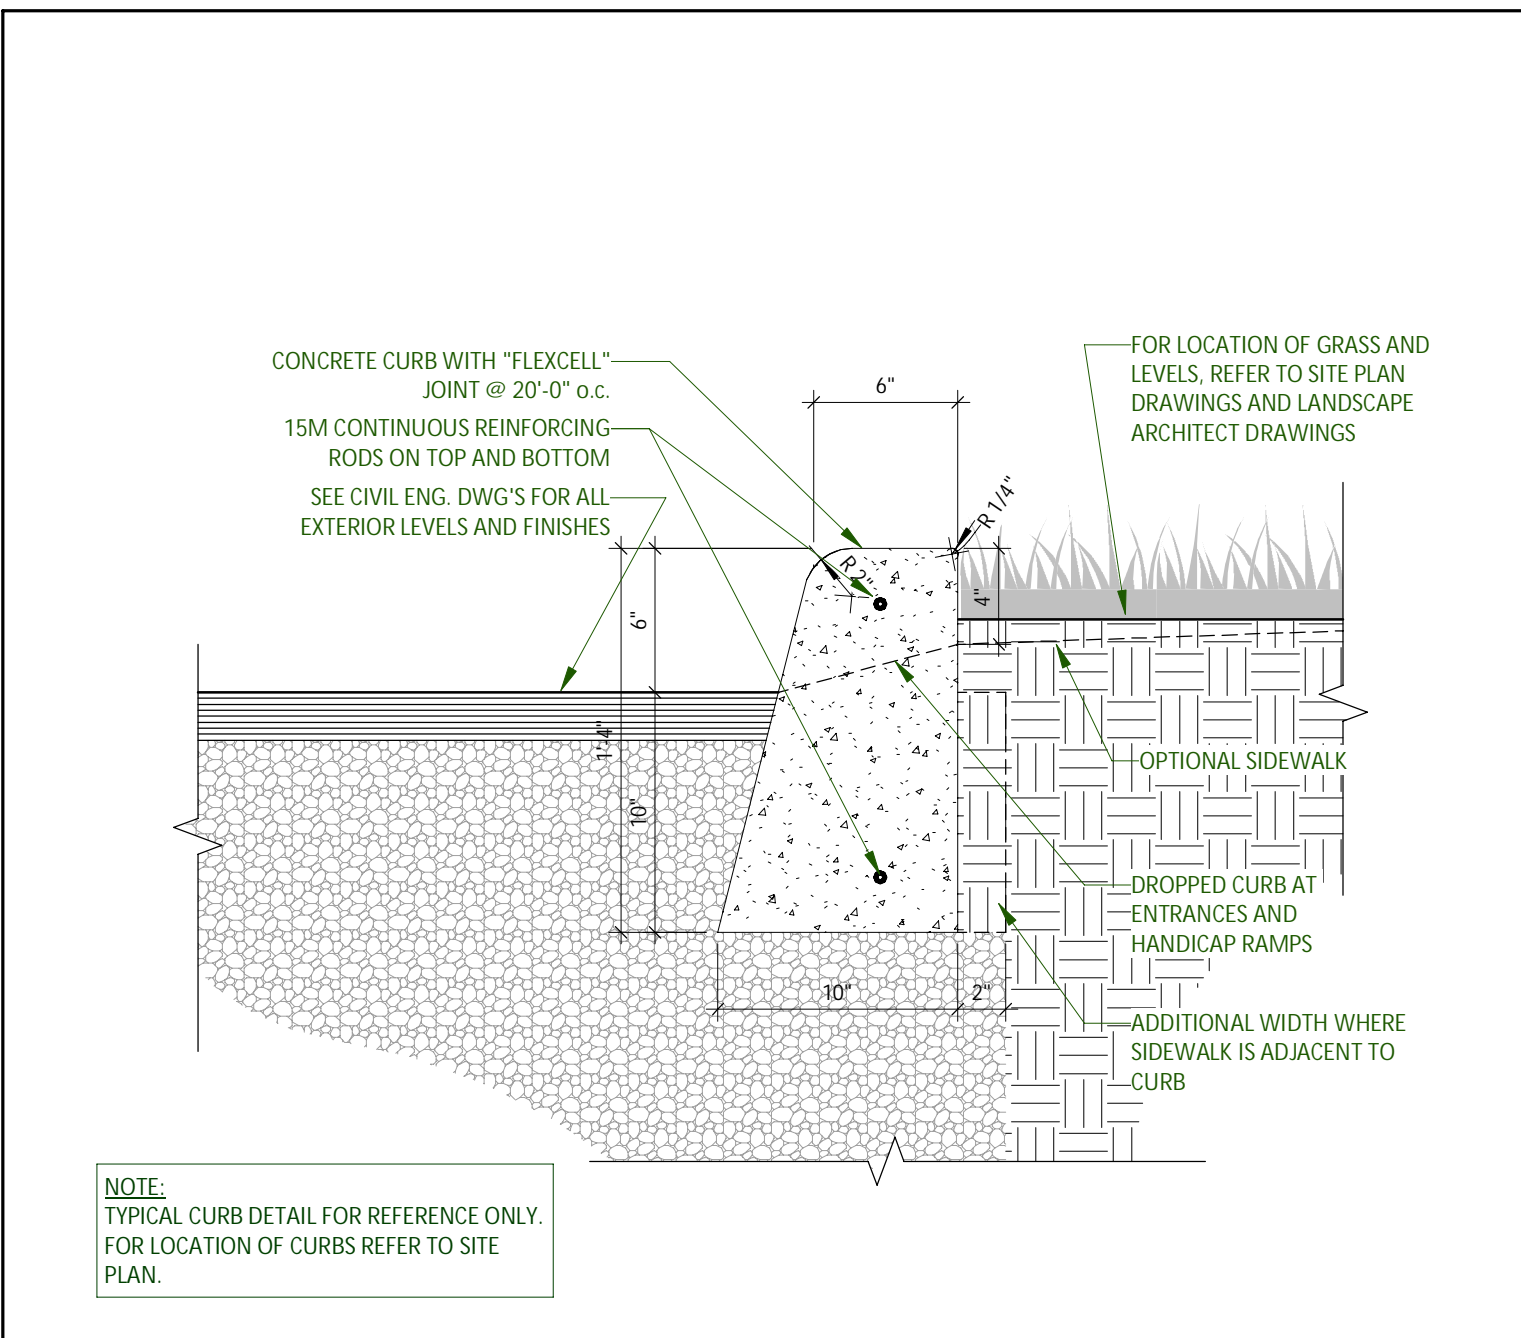 CONCRETE CURB WITH "FLEXCELL"
JOINT @ 20'-0" o.c.
15M CONTINUOUS REINFORCING
RODS ON TOP AND BOTTOM
SEE CIVIL ENG. DWG'S FOR ALL
EXTERIOR LEVELS AND FINISHES
6"
R 1/4"
R 2"
4"
6"
1'-4"
10"
10"
2"
FOR LOCATION OF GRASS AND
LEVELS, REFER TO SITE PLAN
DRAWINGS AND LANDSCAPE
ARCHITECT DRAWINGS
OPTIONAL SIDEWALK
DROPPED CURB AT
ENTRANCES AND
HANDICAP RAMPS
ADDITIONAL WIDTH WHERE
SIDEWALK IS ADJACENT TO
CURB
NOTE:
TYPICAL CURB DETAIL FOR REFERENCE ONLY.
FOR LOCATION OF CURBS REFER TO SITE
PLAN.